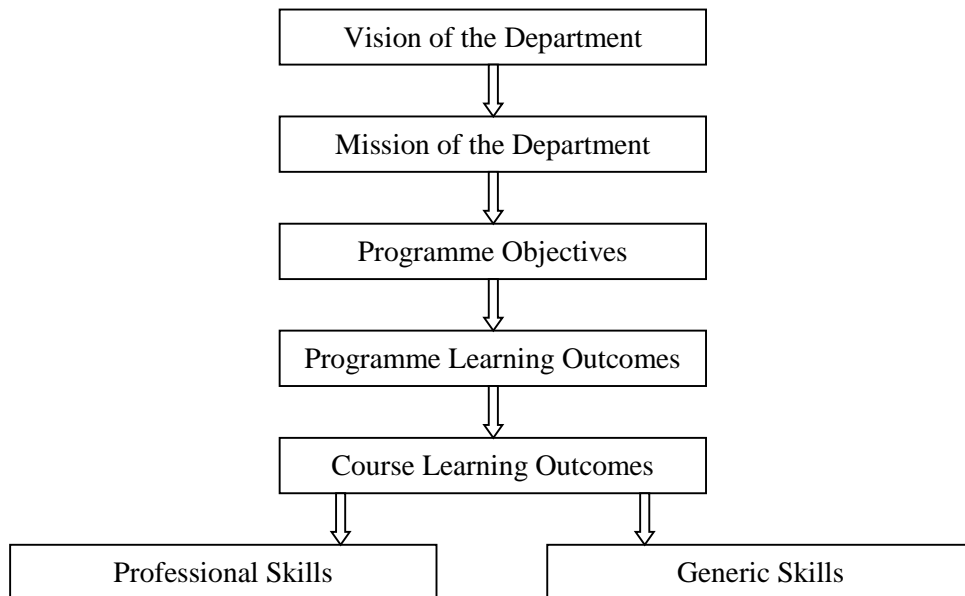 Vision of the Department
Mission of the Department
Programme Objectives
Programme Learning Outcomes
Course Learning Outcomes
Professional Skills
Generic Skills